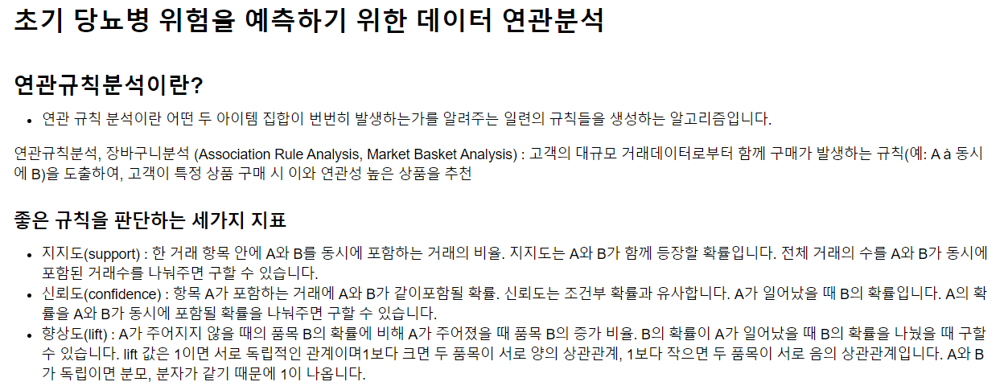 초기 당뇨병 위험을 예측하기 위한 데이터 연관분석
연관규칙분석이란?
• 연관 규칙 분석이란 어떤 두 아이템 집합이 번번히 발생하는가를 알려주는 일련의 규칙들을 생성하는 알고리즘입니다.
연관규칙분석, 장바구니분석 (Association Rule Analysis, Market Basket Analysis) : 고객의 대규모 거래데이터로부터 함께 구매가 발생하는 규칙(예: A à 동시
에 B)을 도출하여, 고객이 특정 상품 구매 시 이와 연관성 높은 상품을 추천
좋은 규칙을 판단하는 세가지 지표
• 지지도(support) : 한 거래 항목 안에 A와 B를 동시에 포함하는 거래의 비율. 지지도는 A와 B가 함께 등장할 확률입니다. 전체 거래의 수를 A와 B가 동시에
포함된 거래수를 나눠주면 구할 수 있습니다.
• 신뢰도(confidence) : 항목 A가 포함하는 거래에 A와 B가 같이포함될 확률. 신뢰도는 조건부 확률과 유사합니다. A가 일어났을 때 B의 확률입니다. A의 확
률을 A와 B가 동시에 포함될 확률을 나눠주면 구할 수 있습니다.
• 향상도(lift) : A가 주어지지 않을 때의 품목 B의 확률에 비해 A가 주어졌을 때 품목 B의 증가 비율. B의 확률이 A가 일어났을 때 B의 확률을 나눴을 때 구할
수 있습니다. lift 값은 1이면 서로 독립적인 관계이며1보다 크면 두 품목이 서로 양의 상관관계, 1보다 작으면 두 품목이 서로 음의 상관관계입니다. A와 B
가 독립이면 분모, 분자가 같기 때문에 1이 나옵니다.